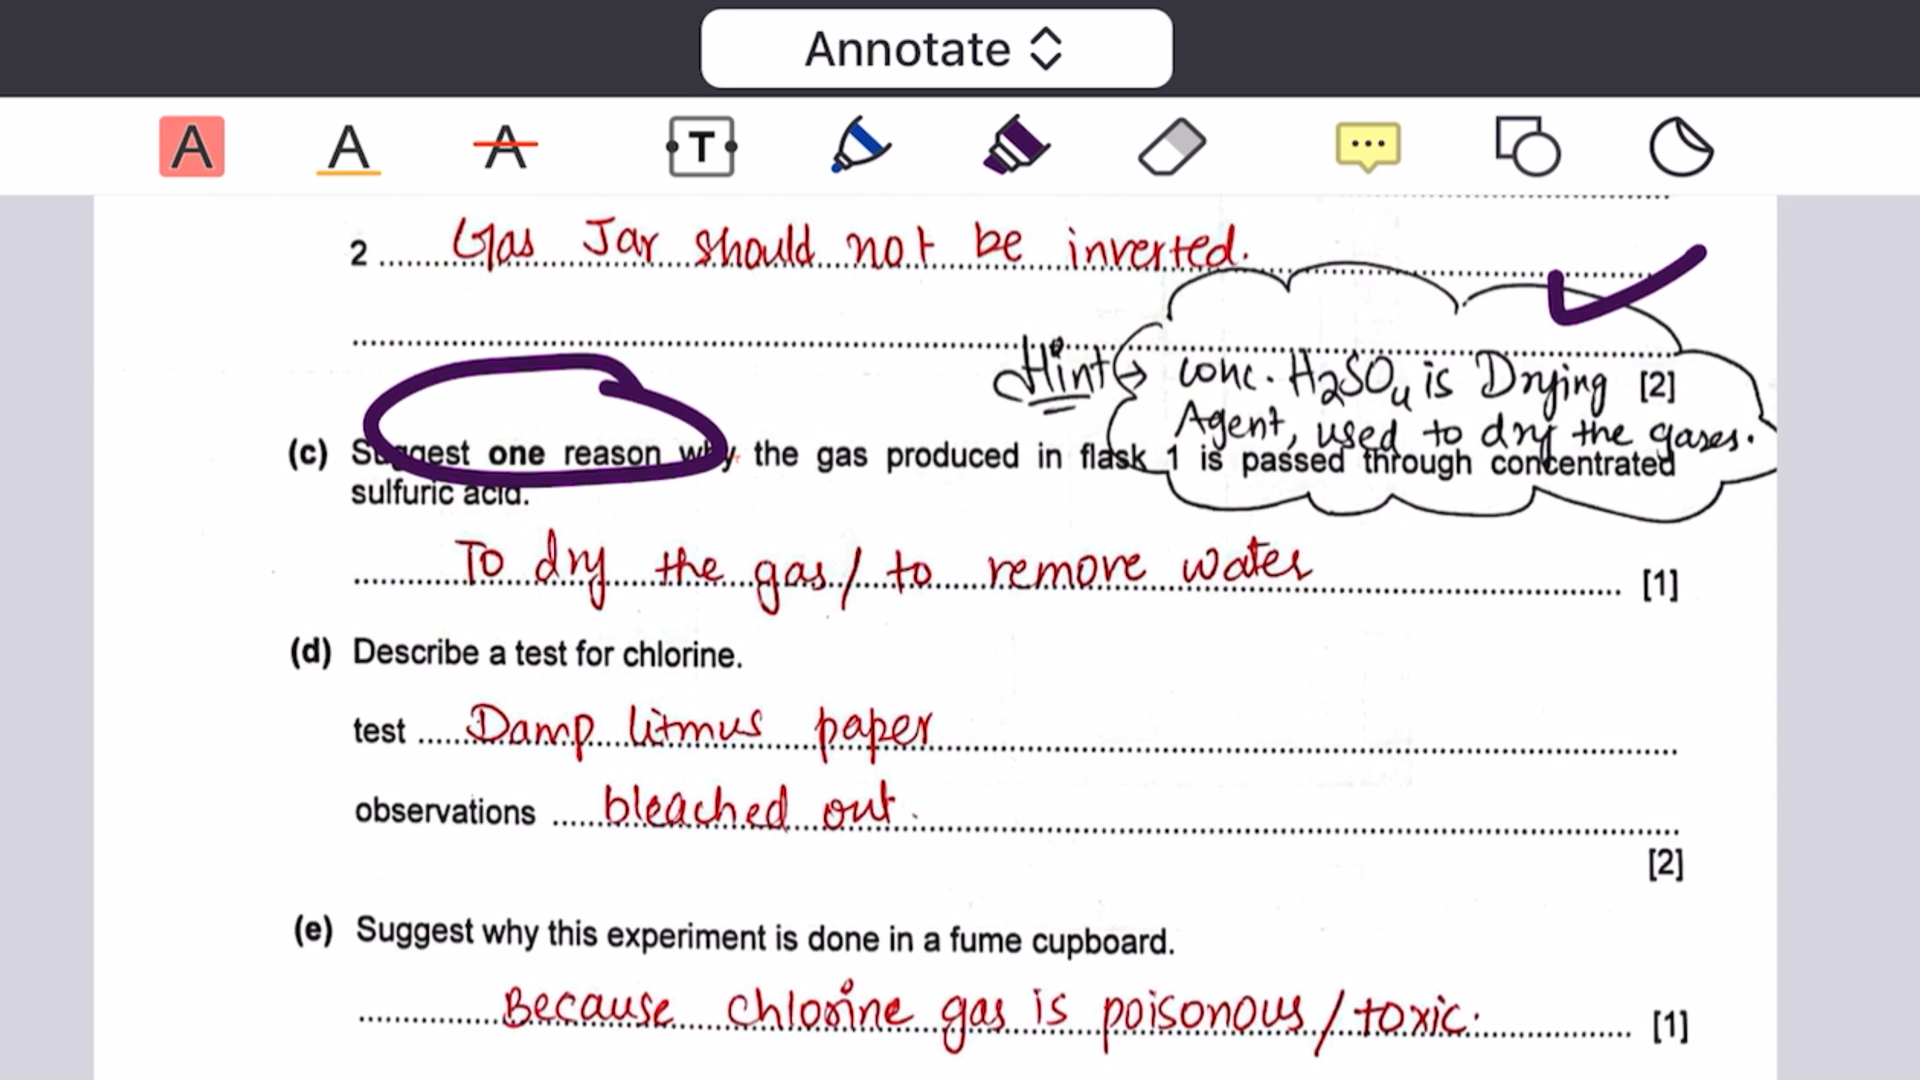 Annotate
A A A T
2 Gas Jar should not be inverted.
Hint → conc. H₂SO₄ is Drying [2]
Agent, used to dry the gases.
(c) Suggest one reason why the gas produced in flask 1 is passed through concentrated
sulfuric acid.
To dry the gas / to remove water [1]
(d) Describe a test for chlorine.
test Damp litmus paper
observations bleached out.
[2]
(e) Suggest why this experiment is done in a fume cupboard.
Because chlorine gas is poisonous / toxic. [1]